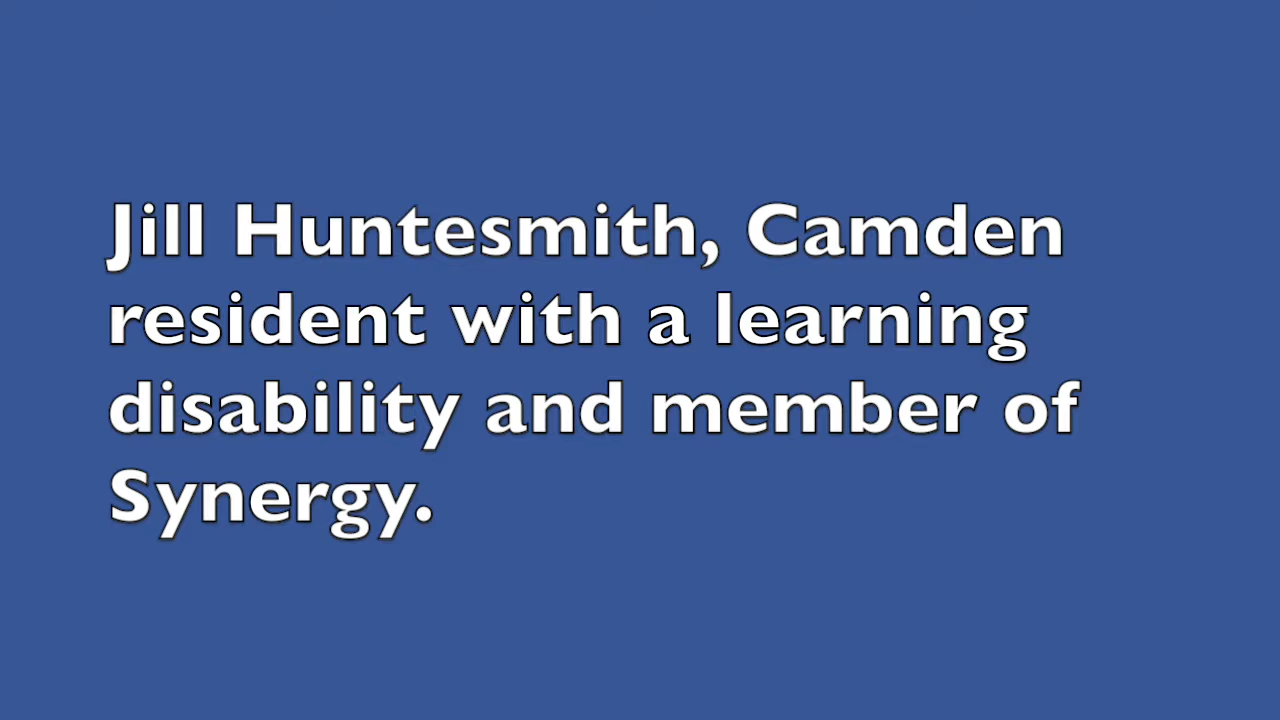 Jill Huntesmith, Camden
resident with a learning
disability and member of
Synergy.